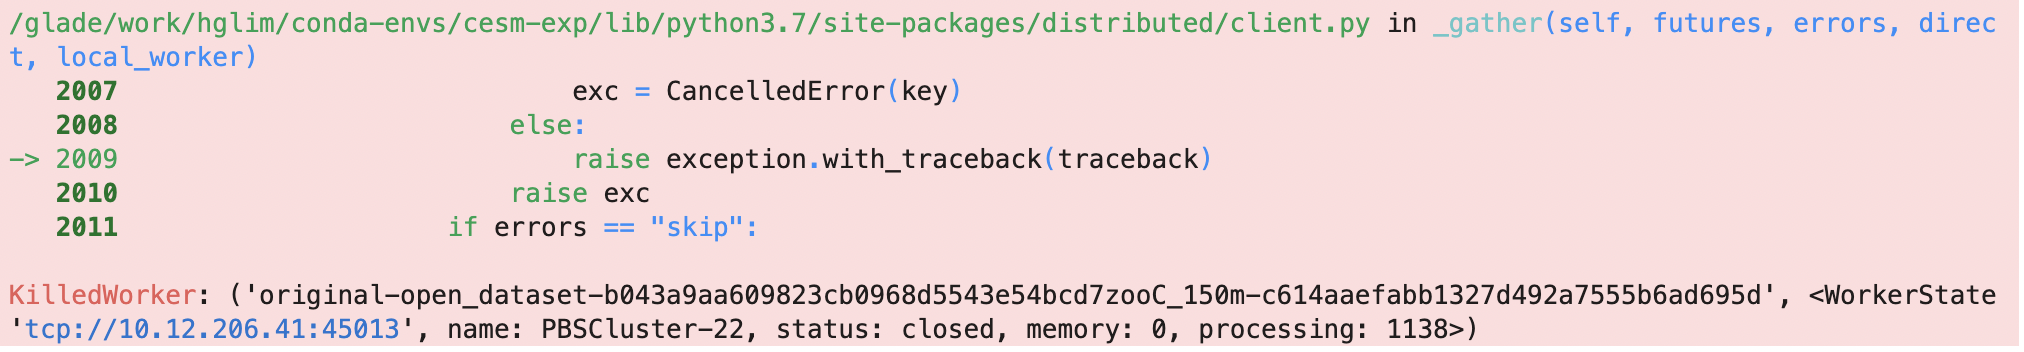 /glade/work/hglim/conda-envs/cesm-exp/lib/python3.7/site-packages/distributed/client.py in _gather(self, futures, errors, direc
t, local_worker)
   2007                             exc = CancelledError(key)
   2008                         else:
-> 2009                             raise exception.with_traceback(traceback)
   2010                         raise exc
   2011                     if errors == "skip":

KilledWorker: ('original-open_dataset-b043a9aa609823cb0968d5543e54bcd7zooC_150m-c614aaefabb1327d492a7555b6ad695d', <WorkerState
'tcp://10.12.206.41:45013', name: PBSCluster-22, status: closed, memory: 0, processing: 1138>)